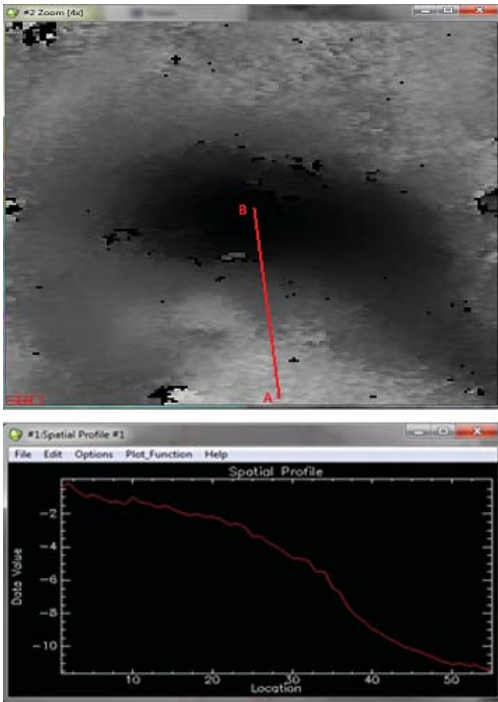 #2 Zoom [4x]
B
A
#1:Spatial Profile #1
File Edit Options Plot_Function Help
Spatial Profile
Data Value
-2
-4
-6
-8
-10
10 20 30 40 50
Location